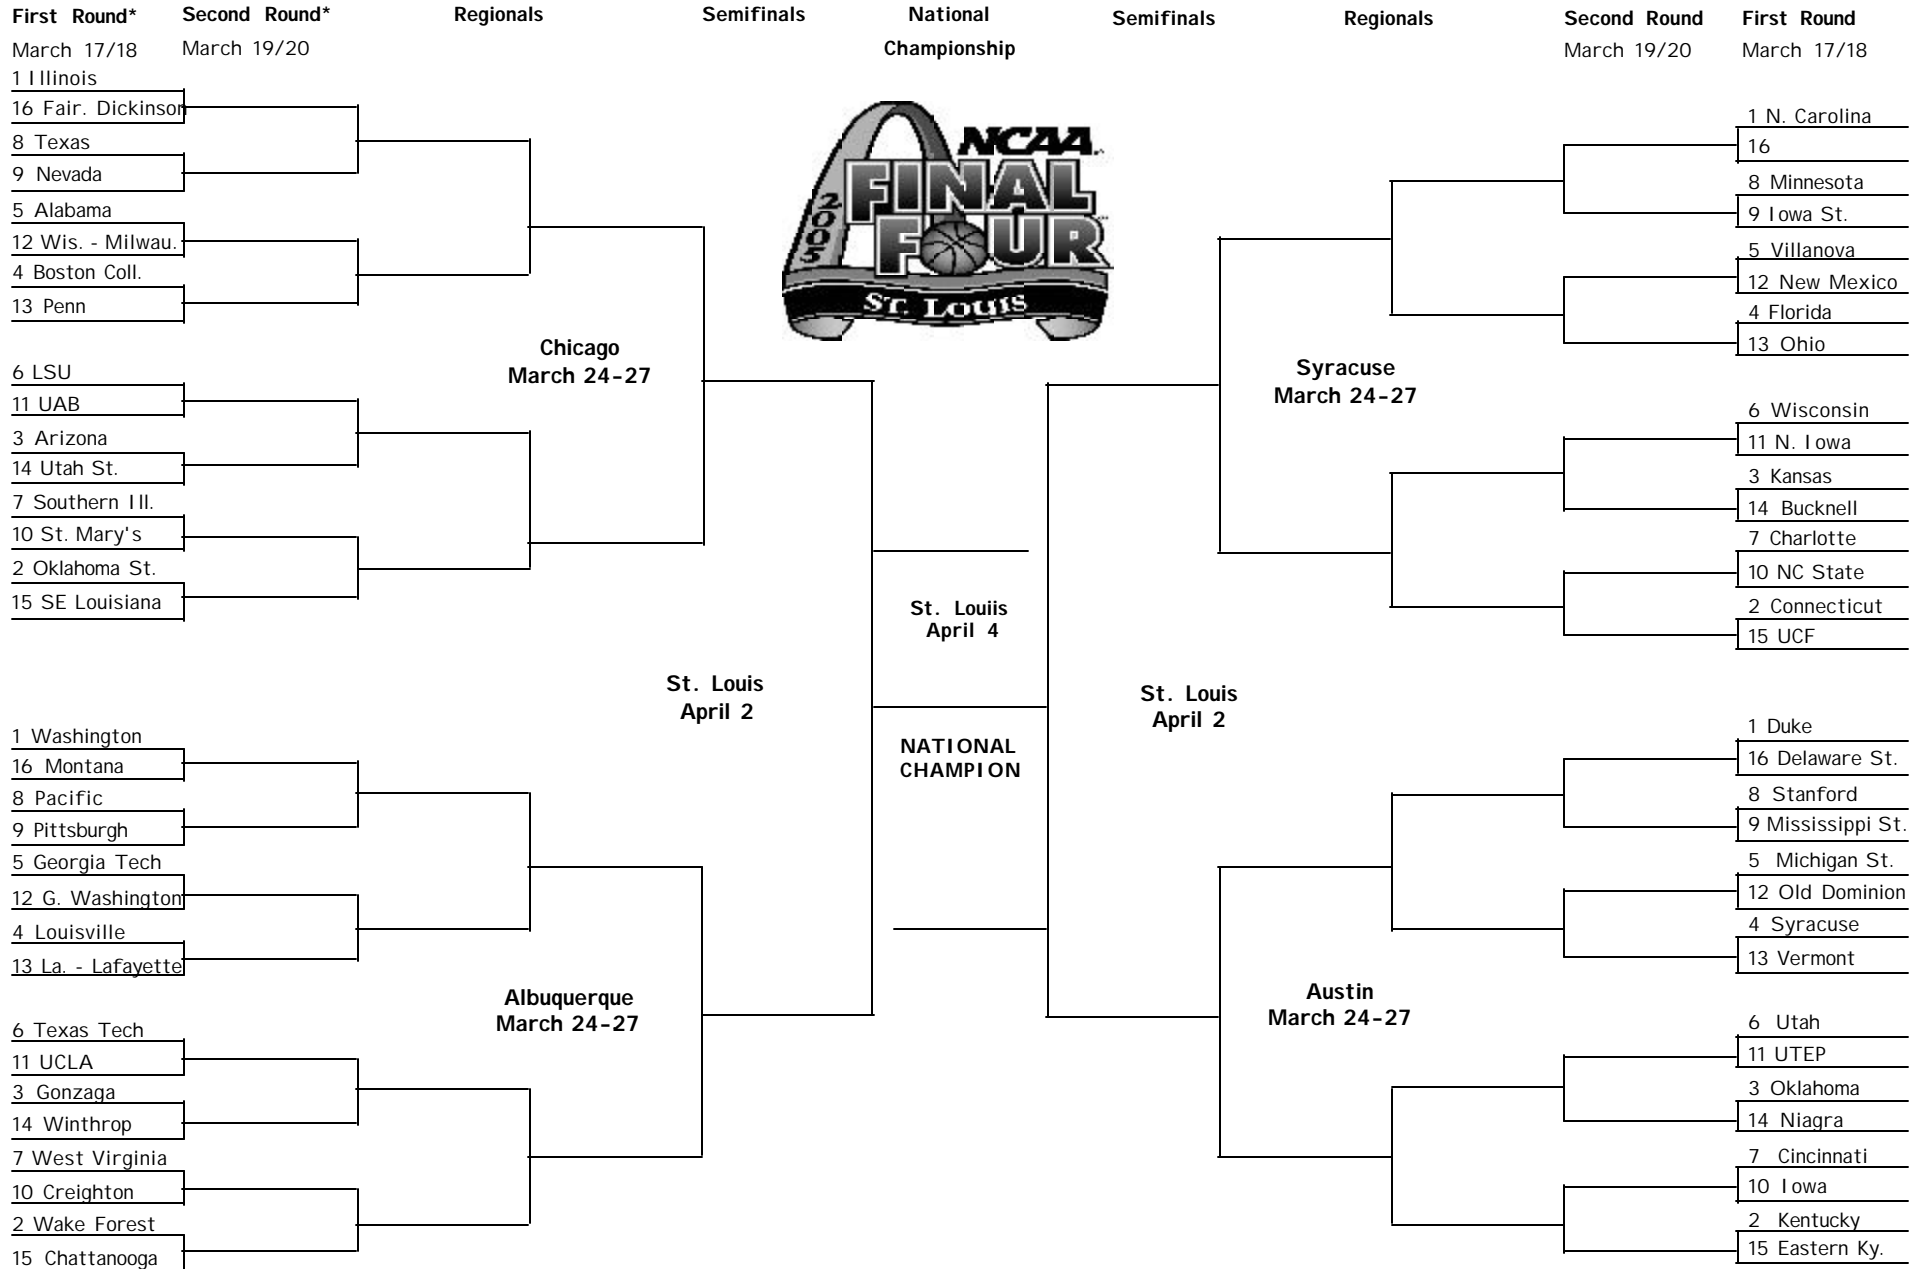 First Round*
March 17/18
Second Round*
March 19/20
Regionals
Semifinals
National
Championship
Semifinals
Regionals
Second Round
March 19/20
First Round
March 17/18
1 Illinois
16 Fair. Dickinson
8 Texas
9 Nevada
5 Alabama
12 Wis. - Milwau.
4 Boston Coll.
13 Penn
6 LSU
11 UAB
3 Arizona
14 Utah St.
7 Southern Ill.
10 St. Mary's
2 Oklahoma St.
15 SE Louisiana
Chicago
March 24-27
1 Washington
16 Montana
8 Pacific
9 Pittsburgh
5 Georgia Tech
12 G. Washington
4 Louisville
13 La. - Lafayette
6 Texas Tech
11 UCLA
3 Gonzaga
14 Winthrop
7 West Virginia
10 Creighton
2 Wake Forest
15 Chattanooga
Albuquerque
March 24-27
St. Louis
April 2
NCAA
2005
FINAL
FOUR
ST. LOUIS
St. Louiis
April 4
NATIONAL
CHAMPION
St. Louis
April 2
Syracuse
March 24-27
1 N. Carolina
16
8 Minnesota
9 Iowa St.
5 Villanova
12 New Mexico
4 Florida
13 Ohio
6 Wisconsin
11 N. Iowa
3 Kansas
14 Bucknell
7 Charlotte
10 NC State
2 Connecticut
15 UCF
Austin
March 24-27
1 Duke
16 Delaware St.
8 Stanford
9 Mississippi St.
5 Michigan St.
12 Old Dominion
4 Syracuse
13 Vermont
6 Utah
11 UTEP
3 Oklahoma
14 Niagra
7 Cincinnati
10 Iowa
2 Kentucky
15 Eastern Ky.